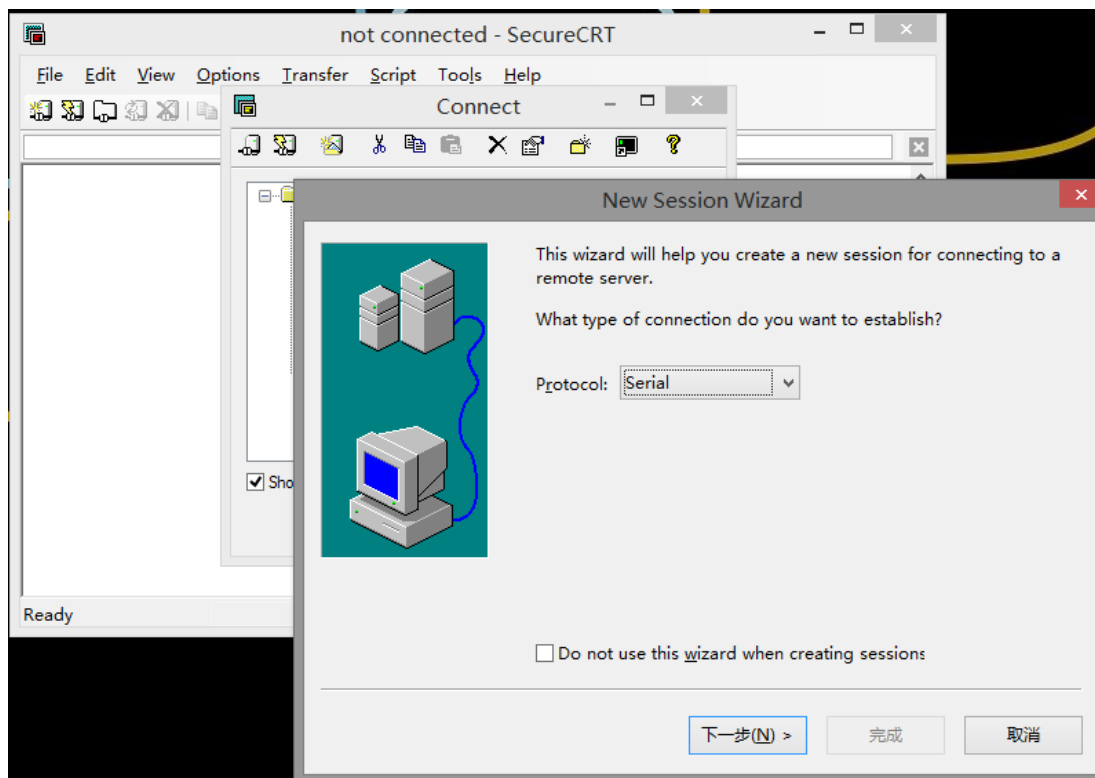 not connected - SecureCRT
File Edit View Options Transfer Script Tools Help
Connect
New Session Wizard
This wizard will help you create a new session for connecting to a
remote server.
What type of connection do you want to establish?
Protocol: Serial
Sho
Ready
Do not use this wizard when creating sessions
下一步(N) > 完成 取消